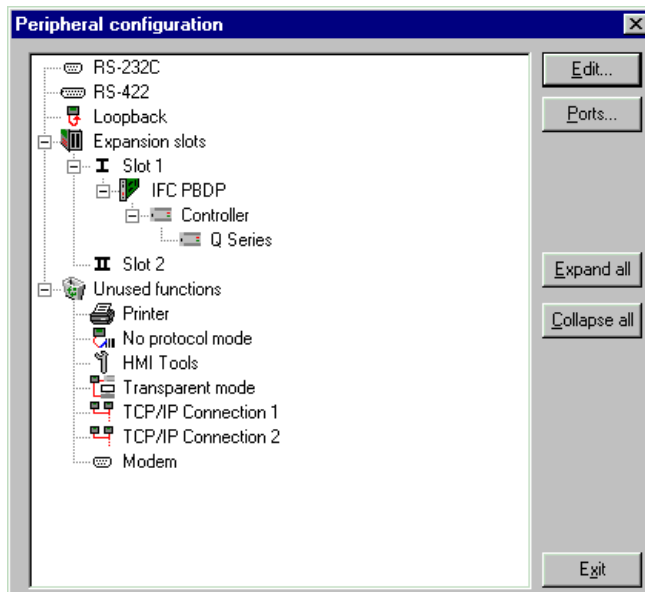 Peripheral configuration
RS-232C
RS-422
Loopback
Expansion slots
I Slot 1
IFC PBDP
Controller
Q Series
II Slot 2
Unused functions
Printer
No protocol mode
HMI Tools
Transparent mode
TCP/IP Connection 1
TCP/IP Connection 2
Modem
Edit...
Ports...
Expand all
Collapse all
Exit